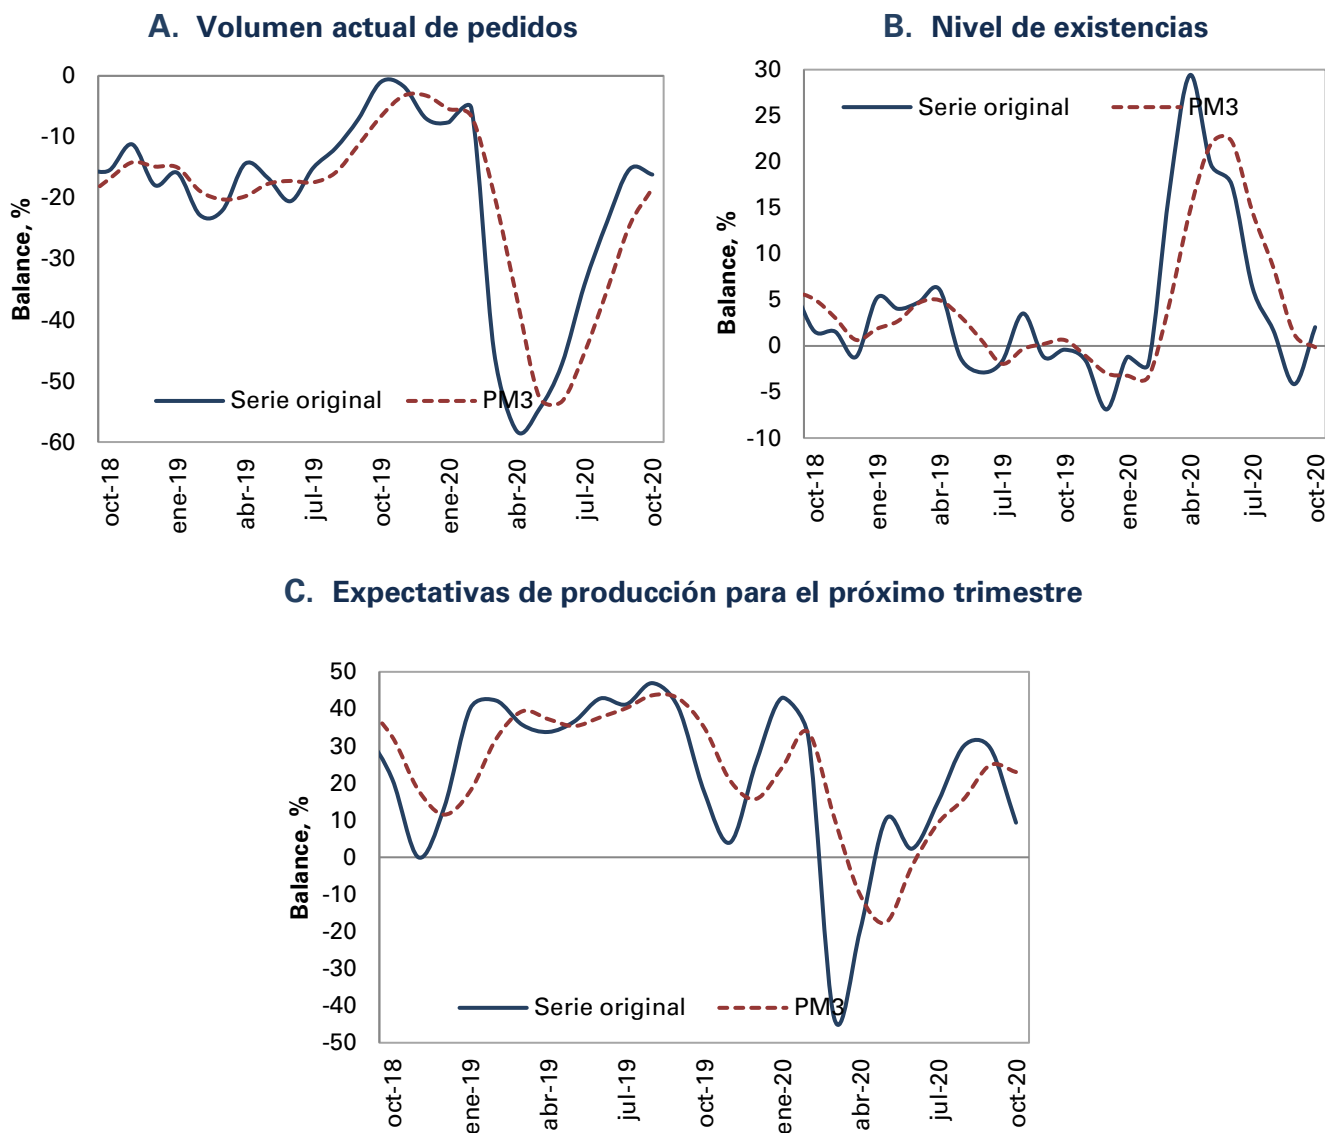 A. Volumen actual de pedidos
0
-10
-20
-30
-40
-50
-60
Balance, %
Serie original
PM3
oct-18
ene-19
abr-19
jul-19
oct-19
ene-20
abr-20
jul-20
oct-20
B. Nivel de existencias
30
25
20
15
10
5
0
-5
-10
Balance, %
Serie original
PM3
oct-18
ene-19
abr-19
jul-19
oct-19
ene-20
abr-20
jul-20
oct-20
C. Expectativas de producción para el próximo trimestre
50
40
30
20
10
0
-10
-20
-30
-40
-50
Balance, %
Serie original
PM3
oct-18
ene-19
abr-19
jul-19
oct-19
ene-20
abr-20
jul-20
oct-20